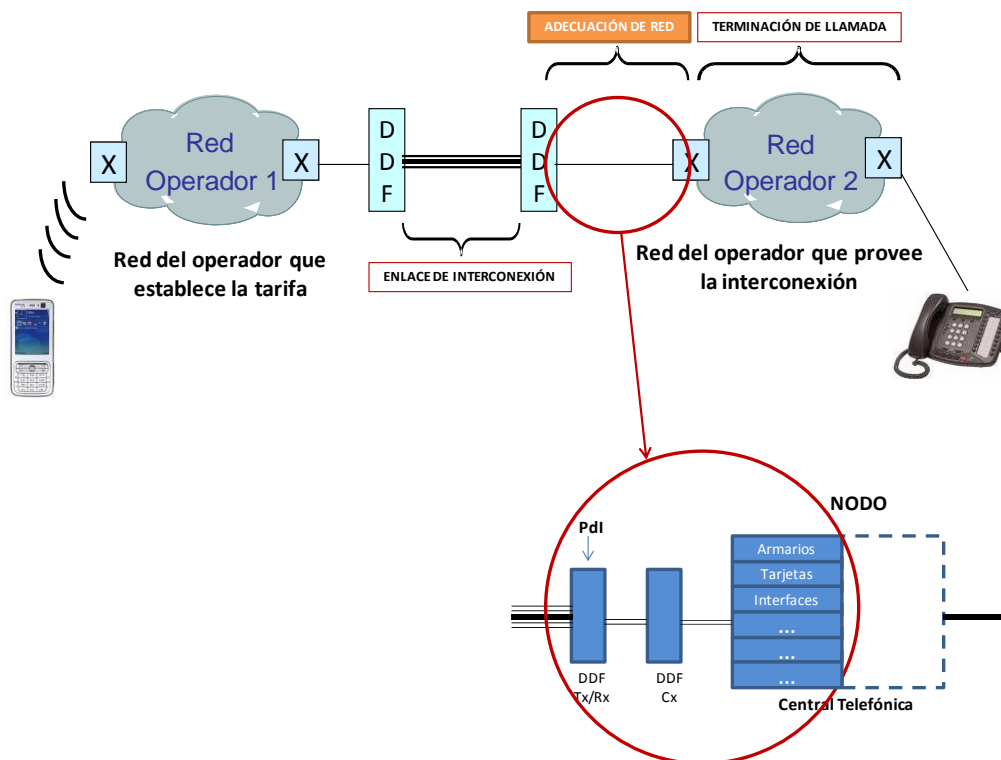 ADECUACIÓN DE RED
TERMINACIÓN DE LLAMADA
X
Red
Operador 1
X
D
D
F
D
D
F
X
Red
Operador 2
X
Red del operador que
establece la tarifa
ENLACE DE INTERCONEXIÓN
Red del operador que provee
la interconexión
NODO
PdI
Armarios
Tarjetas
Interfaces
...
...
...
DDF
Tx/Rx
DDF
Cx
Central Telefónica